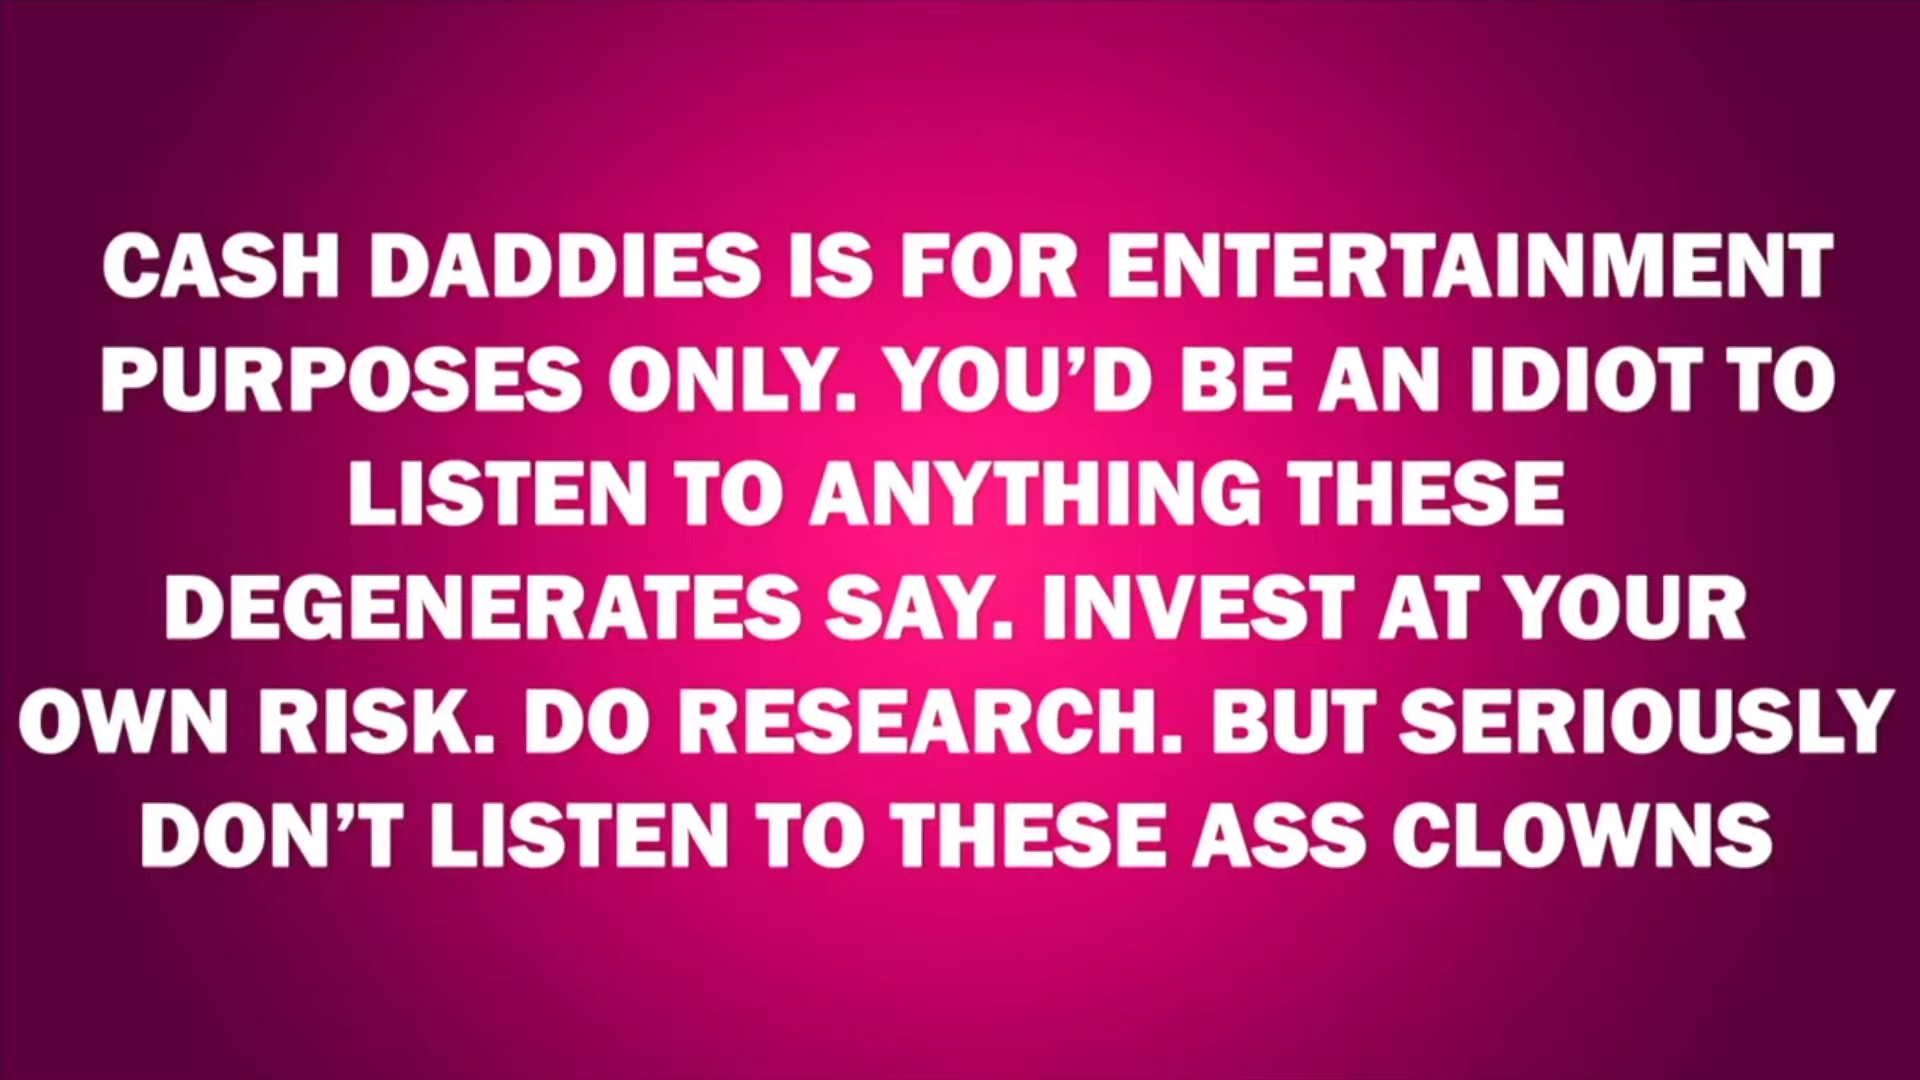 CASH DADDIES IS FOR ENTERTAINMENT
PURPOSES ONLY. YOU’D BE AN IDIOT TO
LISTEN TO ANYTHING THESE
DEGENERATES SAY. INVEST AT YOUR
OWN RISK. DO RESEARCH. BUT SERIOUSLY
DON’T LISTEN TO THESE ASS CLOWNS